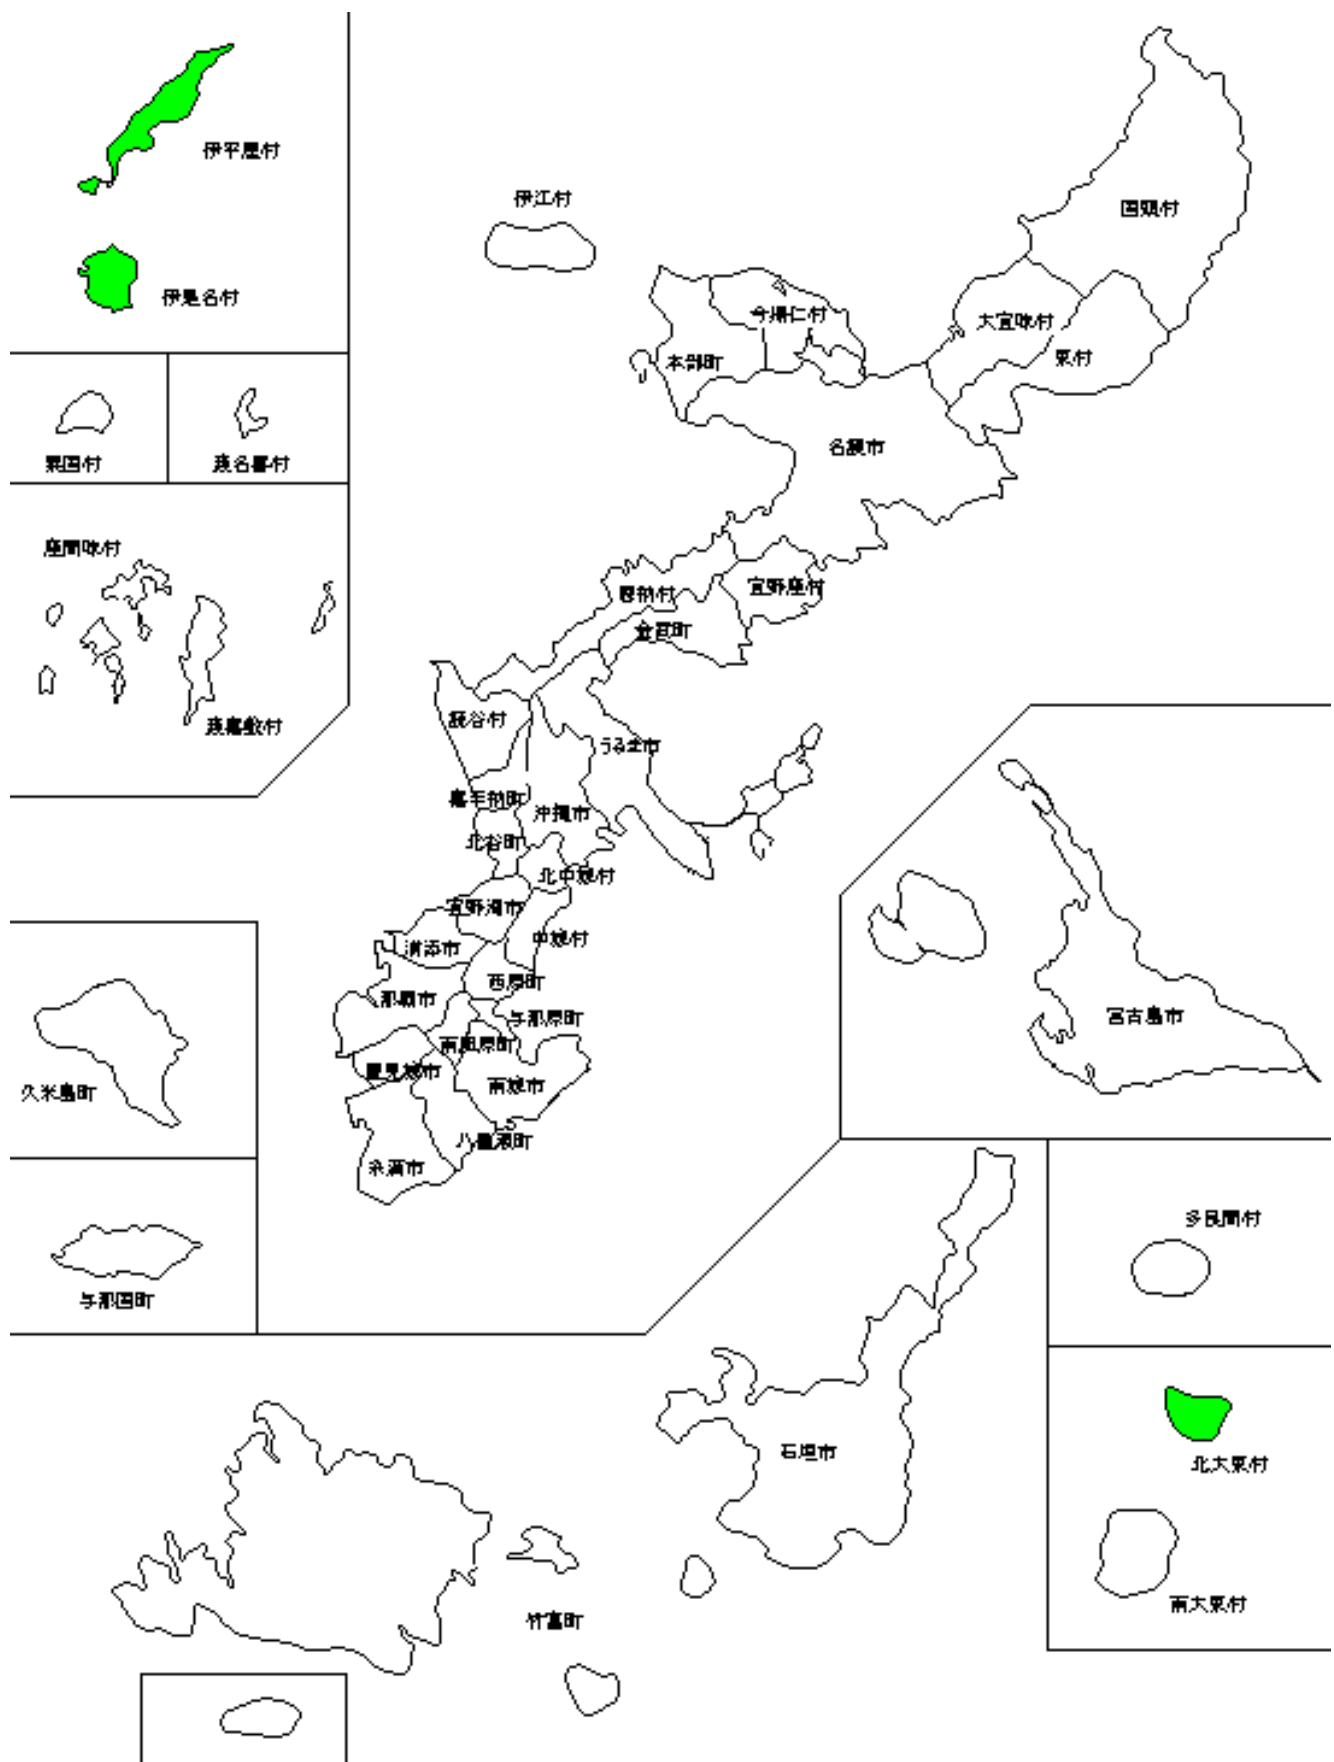 伊平屋村
伊江村
国頭村
伊是名村
今帰仁村
大宜味村
本部町
東村
名護市
粟国村
渡名喜村
座間味村
恩納村
宜野座村
金武町
渡嘉敷村
読谷村
うるま市
嘉手納町
沖縄市
北谷町
北中城村
宜野湾市
中城村
浦添市
西原町
那覇市
与那原町
宮古島市
南風原町
豊見城市
南城市
久米島町
八重瀬町
糸満市
多良間村
与那国町
石垣市
北大東村
南大東村
竹富町